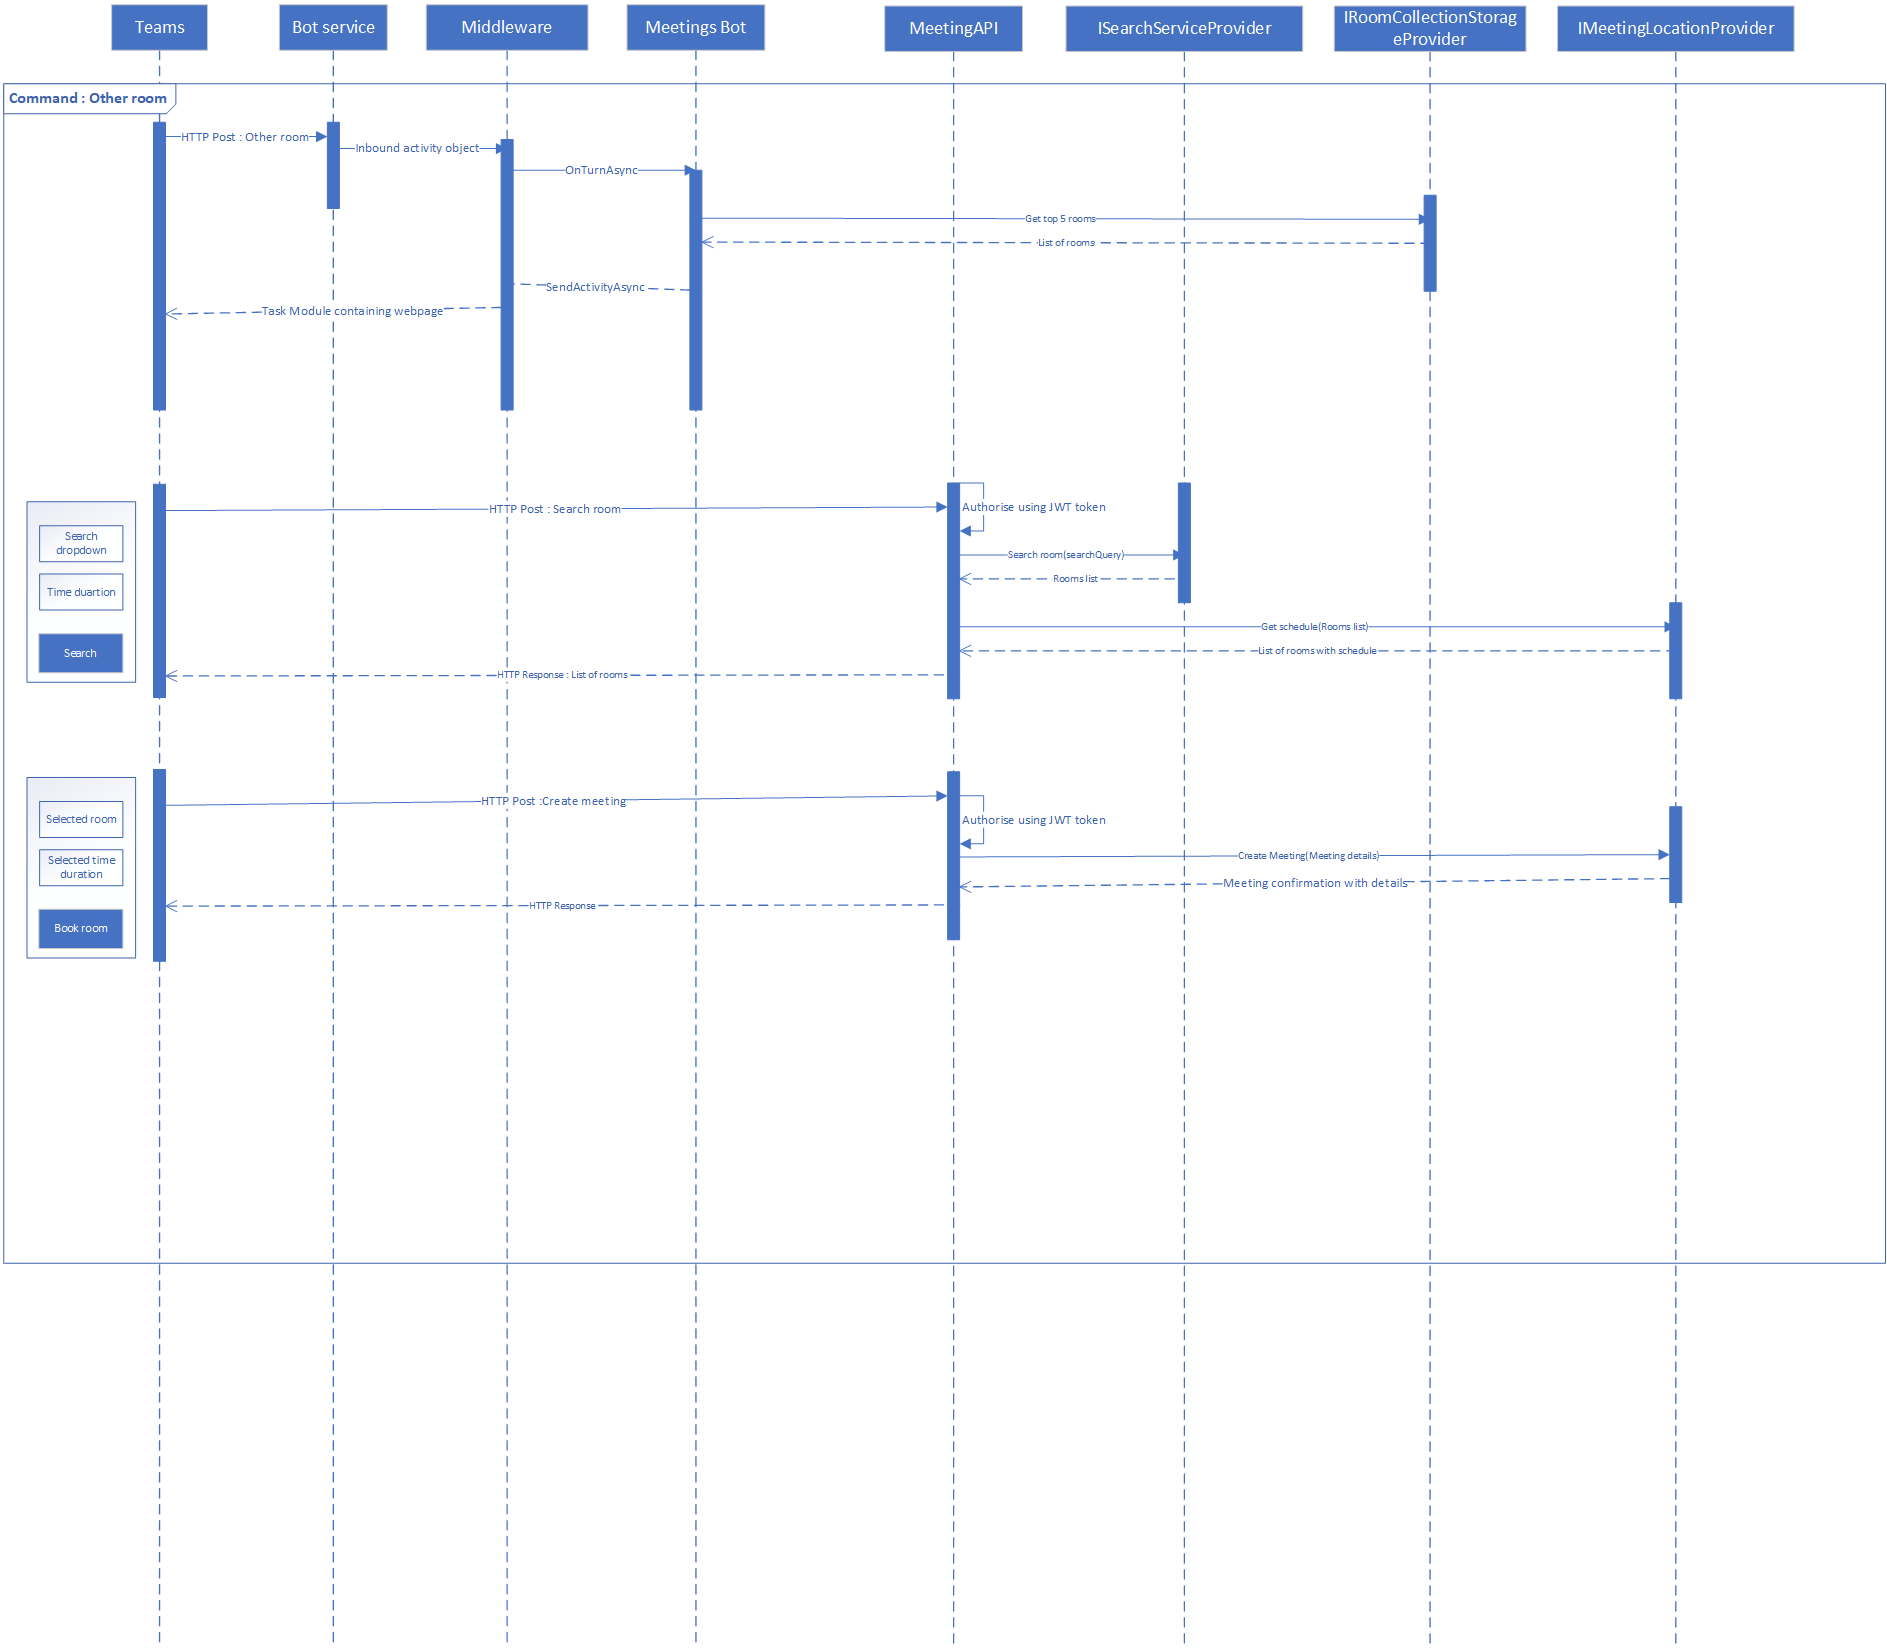 Teams
Bot service
Middleware
Meetings Bot
MeetingAPI
ISearchServiceProvider
IRoomCollectionStorag
eProvider
IMeetingLocationProvider
Command : Other room
HTTP Post : Other room
Inbound activity object
OnTurnAsync
Get top 5 rooms
List of rooms
SendActivityAsync
Task Module containing webpage
HTTP Post : Search room
Authorise using JWT token
Search
dropdown
Search room(searchQuery)
Rooms list
Time duartion
Get schedule(Rooms list)
Search
List of rooms with schedule
HTTP Response : List of rooms
HTTP Post :Create meeting
Selected room
Authorise using JWT token
Selected time
duration
Create Meeting(Meeting details)
Meeting confirmation with details
HTTP Response
Book room